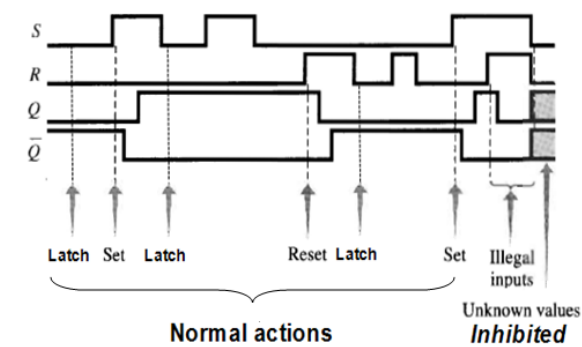 S
R
Q
Q̅
Latch Set Latch Reset Latch Set Illegal
inputs
Unknown values
Normal actions Inhibited